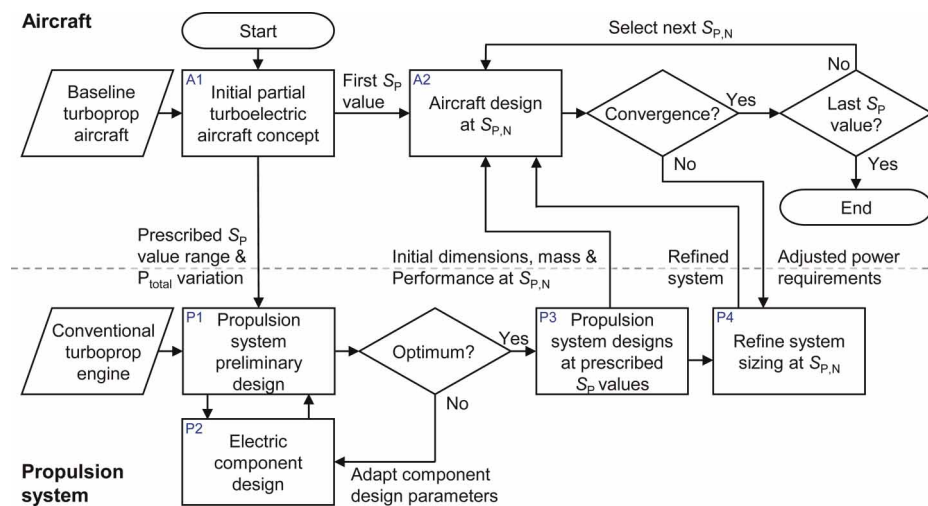 Aircraft
Start
Select next S_P,N
A1
Initial partial
turboelectric
aircraft concept
Baseline
turboprop
aircraft
First S_P
value
A2
Aircraft design
at S_P,N
Convergence?
Yes
No
Last S_P
value?
No
Yes
End
Prescribed S_P
value range &
P_total variation
Initial dimensions, mass &
Performance at S_P,N
Refined
system
Adjusted power
requirements
Conventional
turboprop
engine
P1
Propulsion
system
preliminary
design
Optimum?
Yes
No
P3
Propulsion
system designs
at prescribed
S_P values
P4
Refine system
sizing at S_P,N
P2
Electric
component
design
Adapt component
design parameters
Propulsion
system